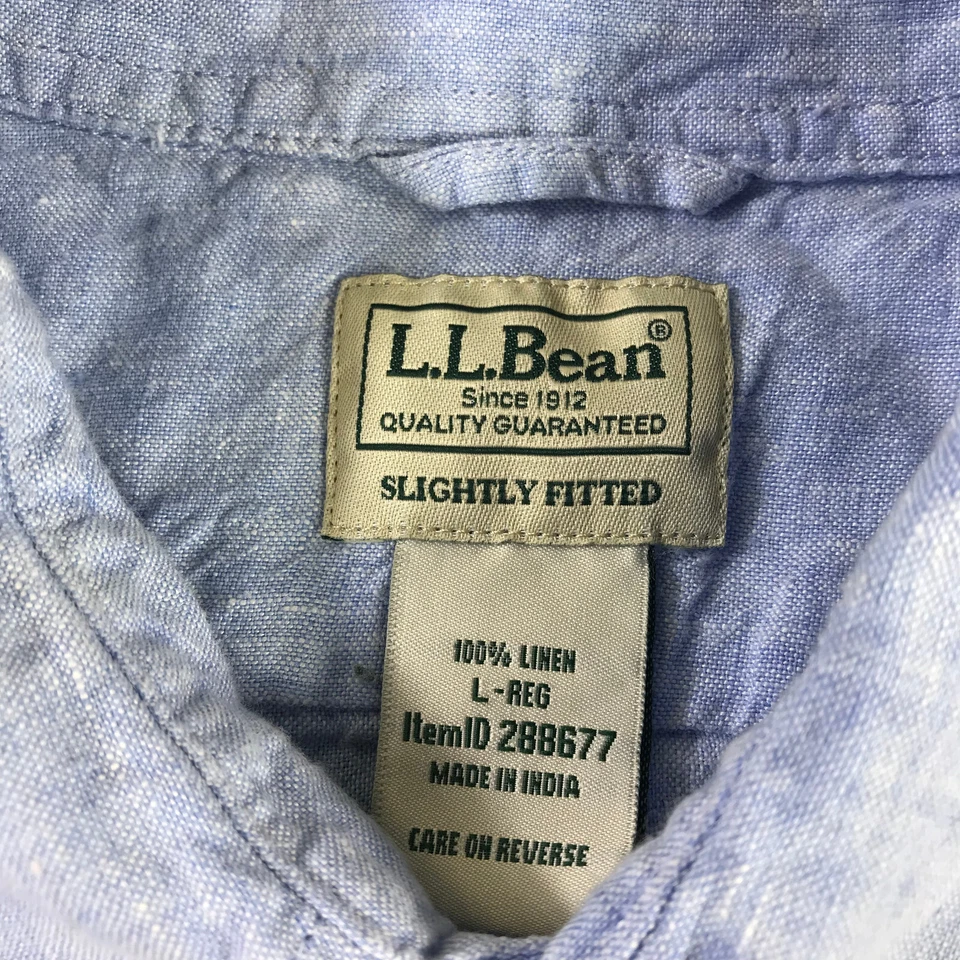 L.L.Bean®
Since 1912
QUALITY GUARANTEED
SLIGHTLY FITTED
100% LINEN
L-REG
ItemID 288677
MADE IN INDIA
CARE ON REVERSE